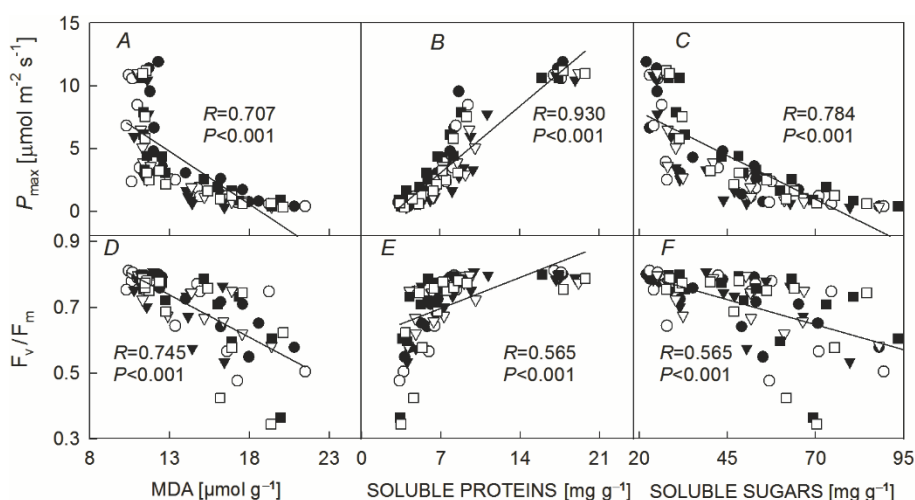 A
B
C
15
10
5
0
P max [μmol m⁻² s⁻¹]
R=0.707
P<0.001
R=0.930
P<0.001
R=0.784
P<0.001
D
E
F
0.9
0.7
0.5
0.3
Fv/Fm
R=0.745
P<0.001
R=0.565
P<0.001
R=0.565
P<0.001
8 13 18 23
7 14 21
20 45 70 95
MDA [μmol g⁻¹]
SOLUBLE PROTEINS [mg g⁻¹]
SOLUBLE SUGARS [mg g⁻¹]